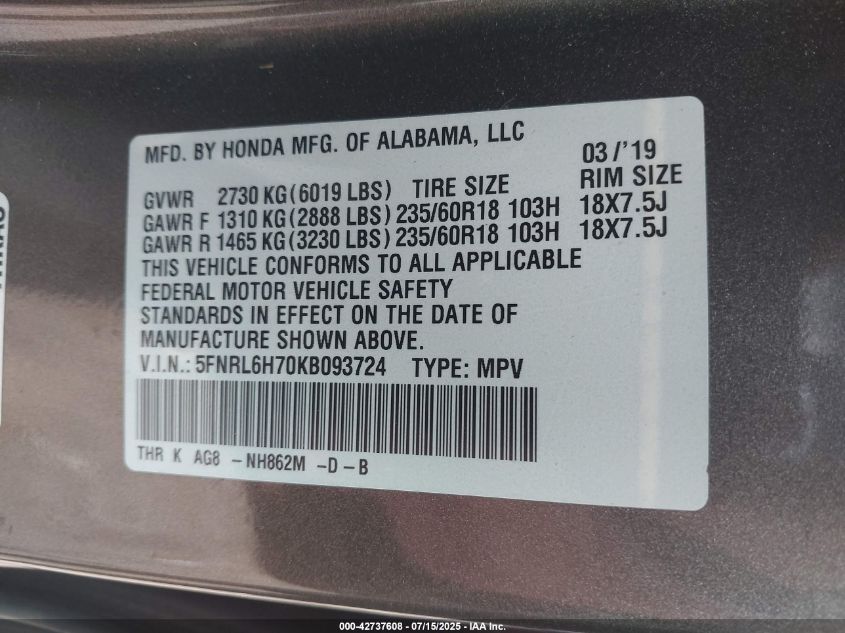 MFD. BY HONDA MFG. OF ALABAMA, LLC
03 /'19
GVWR 2730 KG (6019 LBS) TIRE SIZE RIM SIZE
GAWR F 1310 KG (2888 LBS) 235/60R18 103H 18X7.5J
GAWR R 1465 KG (3230 LBS) 235/60R18 103H 18X7.5J
THIS VEHICLE CONFORMS TO ALL APPLICABLE
FEDERAL MOTOR VEHICLE SAFETY
STANDARDS IN EFFECT ON THE DATE OF
MANUFACTURE SHOWN ABOVE.
V.I.N.: 5FNRL6H70KB093724 TYPE: MPV
THR K AG8 -NH862M -D-B
000-42737608 - 07/15/2025 - IAA Inc.